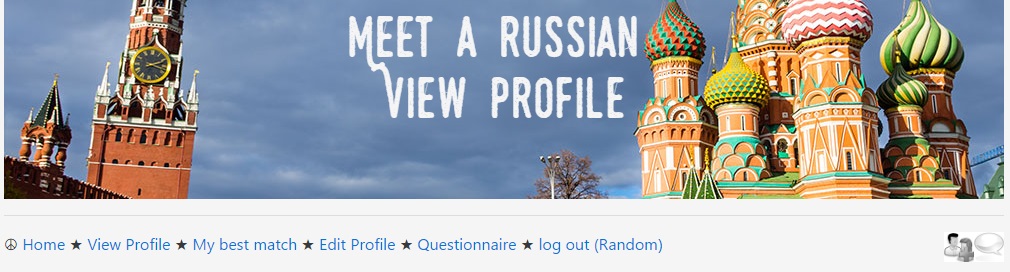 MEET A RUSSIAN
VIEW PROFILE
☮ Home ★ View Profile ★ My best match ★ Edit Profile ★ Questionnaire ★ log out (Random)